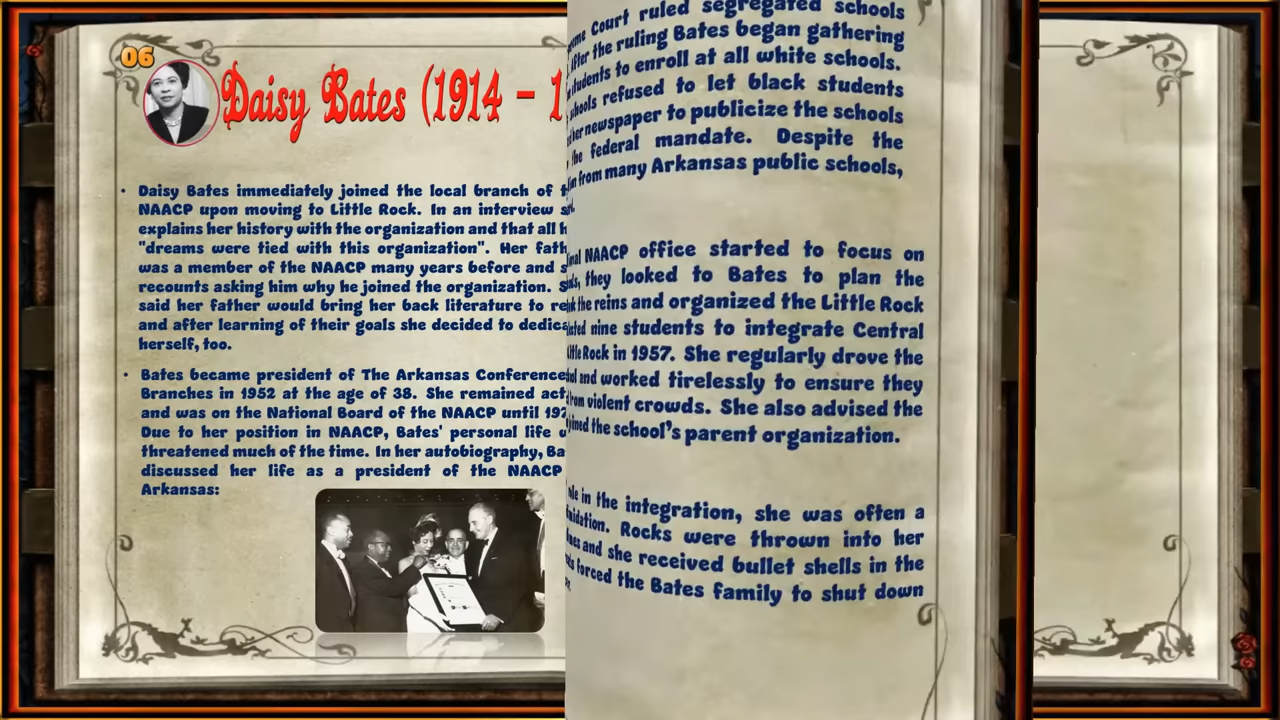 06
Daisy Bates (1914 - 1
• Daisy Bates immediately joined the local branch of
NAACP upon moving to Little Rock. In an interview
explains her history with the organization and that all
"dreams were tied with this organization". Her
was a member of the NAACP many years before and
recounts asking him why he joined the organization.
said her father would bring her back literature to
and after learning of their goals she decided to
herself, too.
• Bates became president of The Arkansas Conference
Branches in 1952 at the age of 38. She remained
and was on the National Board of the NAACP until
Due to her position in NAACP, Bates' personal life
threatened much of the time. In her autobiography,
discussed her life as a president of the NAACP
Arkansas:
Court ruled segregated schools
After the ruling Bates began gathering
students to enroll at all white schools.
refused to let black students
her newspaper to publicize the schools
the federal mandate. Despite the
from many Arkansas public schools,
NAACP office started to focus on
they looked to Bates to plan the
the reins and organized the Little Rock
nine students to integrate Central
Little Rock in 1957. She regularly drove the
and worked tirelessly to ensure they
from violent crowds. She also advised the
joined the school's parent organization.
role in the integration, she was often a
Rocks were thrown into her
and she received bullet shells in the
forced the Bates family to shut down